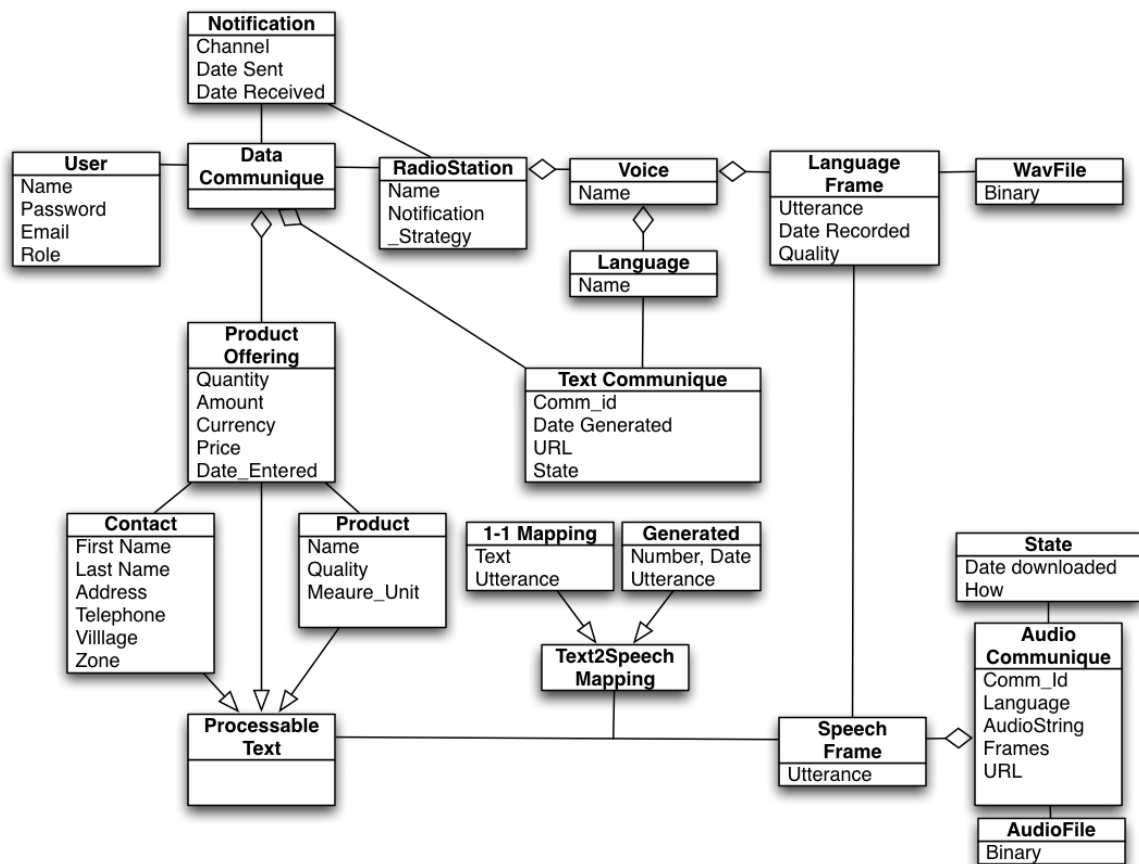 Notification
Channel
Date Sent
Date Received
User
Name
Password
Email
Role
Data
Communique
RadioStation
Name
Notification
_Strategy
Voice
Name
Language
Frame
Utterance
Date Recorded
Quality
WavFile
Binary
Language
Name
Product
Offering
Quantity
Amount
Currency
Price
Date_Entered
Text Communique
Comm_id
Date Generated
URL
State
Contact
First Name
Last Name
Address
Telephone
Villlage
Zone
Product
Name
Quality
Meaure_Unit
1-1 Mapping
Text
Utterance
Generated
Number, Date
Utterance
State
Date downloaded
How
Text2Speech
Mapping
Audio
Communique
Comm_Id
Language
AudioString
Frames
URL
Processable
Text
Speech
Frame
Utterance
AudioFile
Binary